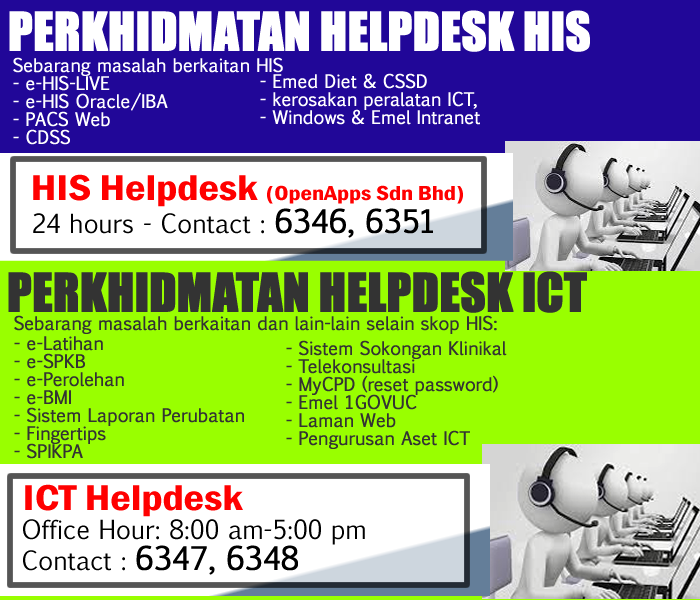 PERKHIDMATAN HELPDESK HIS
Sebarang masalah berkaitan HIS
- e-HIS-LIVE
- e-HIS Oracle/IBA
- PACS Web
- CDSS
- Emed Diet & CSSD
- kerosakan peralatan ICT,
- Windows & Emel Intranet
HIS Helpdesk (OpenApps Sdn Bhd)
24 hours - Contact : 6346, 6351
PERKHIDMATAN HELPDESK ICT
Sebarang masalah berkaitan dan lain-lain selain skop HIS:
- e-Latihan
- e-SPKB
- e-Perolehan
- e-BMI
- Sistem Laporan Perubatan
- Fingertips
- SPIKPA
- Sistem Sokongan Klinikal
- Telekonsultasi
- MyCPD (reset password)
- Emel 1GOVUC
- Laman Web
- Pengurusan Aset ICT
ICT Helpdesk
Office Hour: 8:00 am-5:00 pm
Contact : 6347, 6348